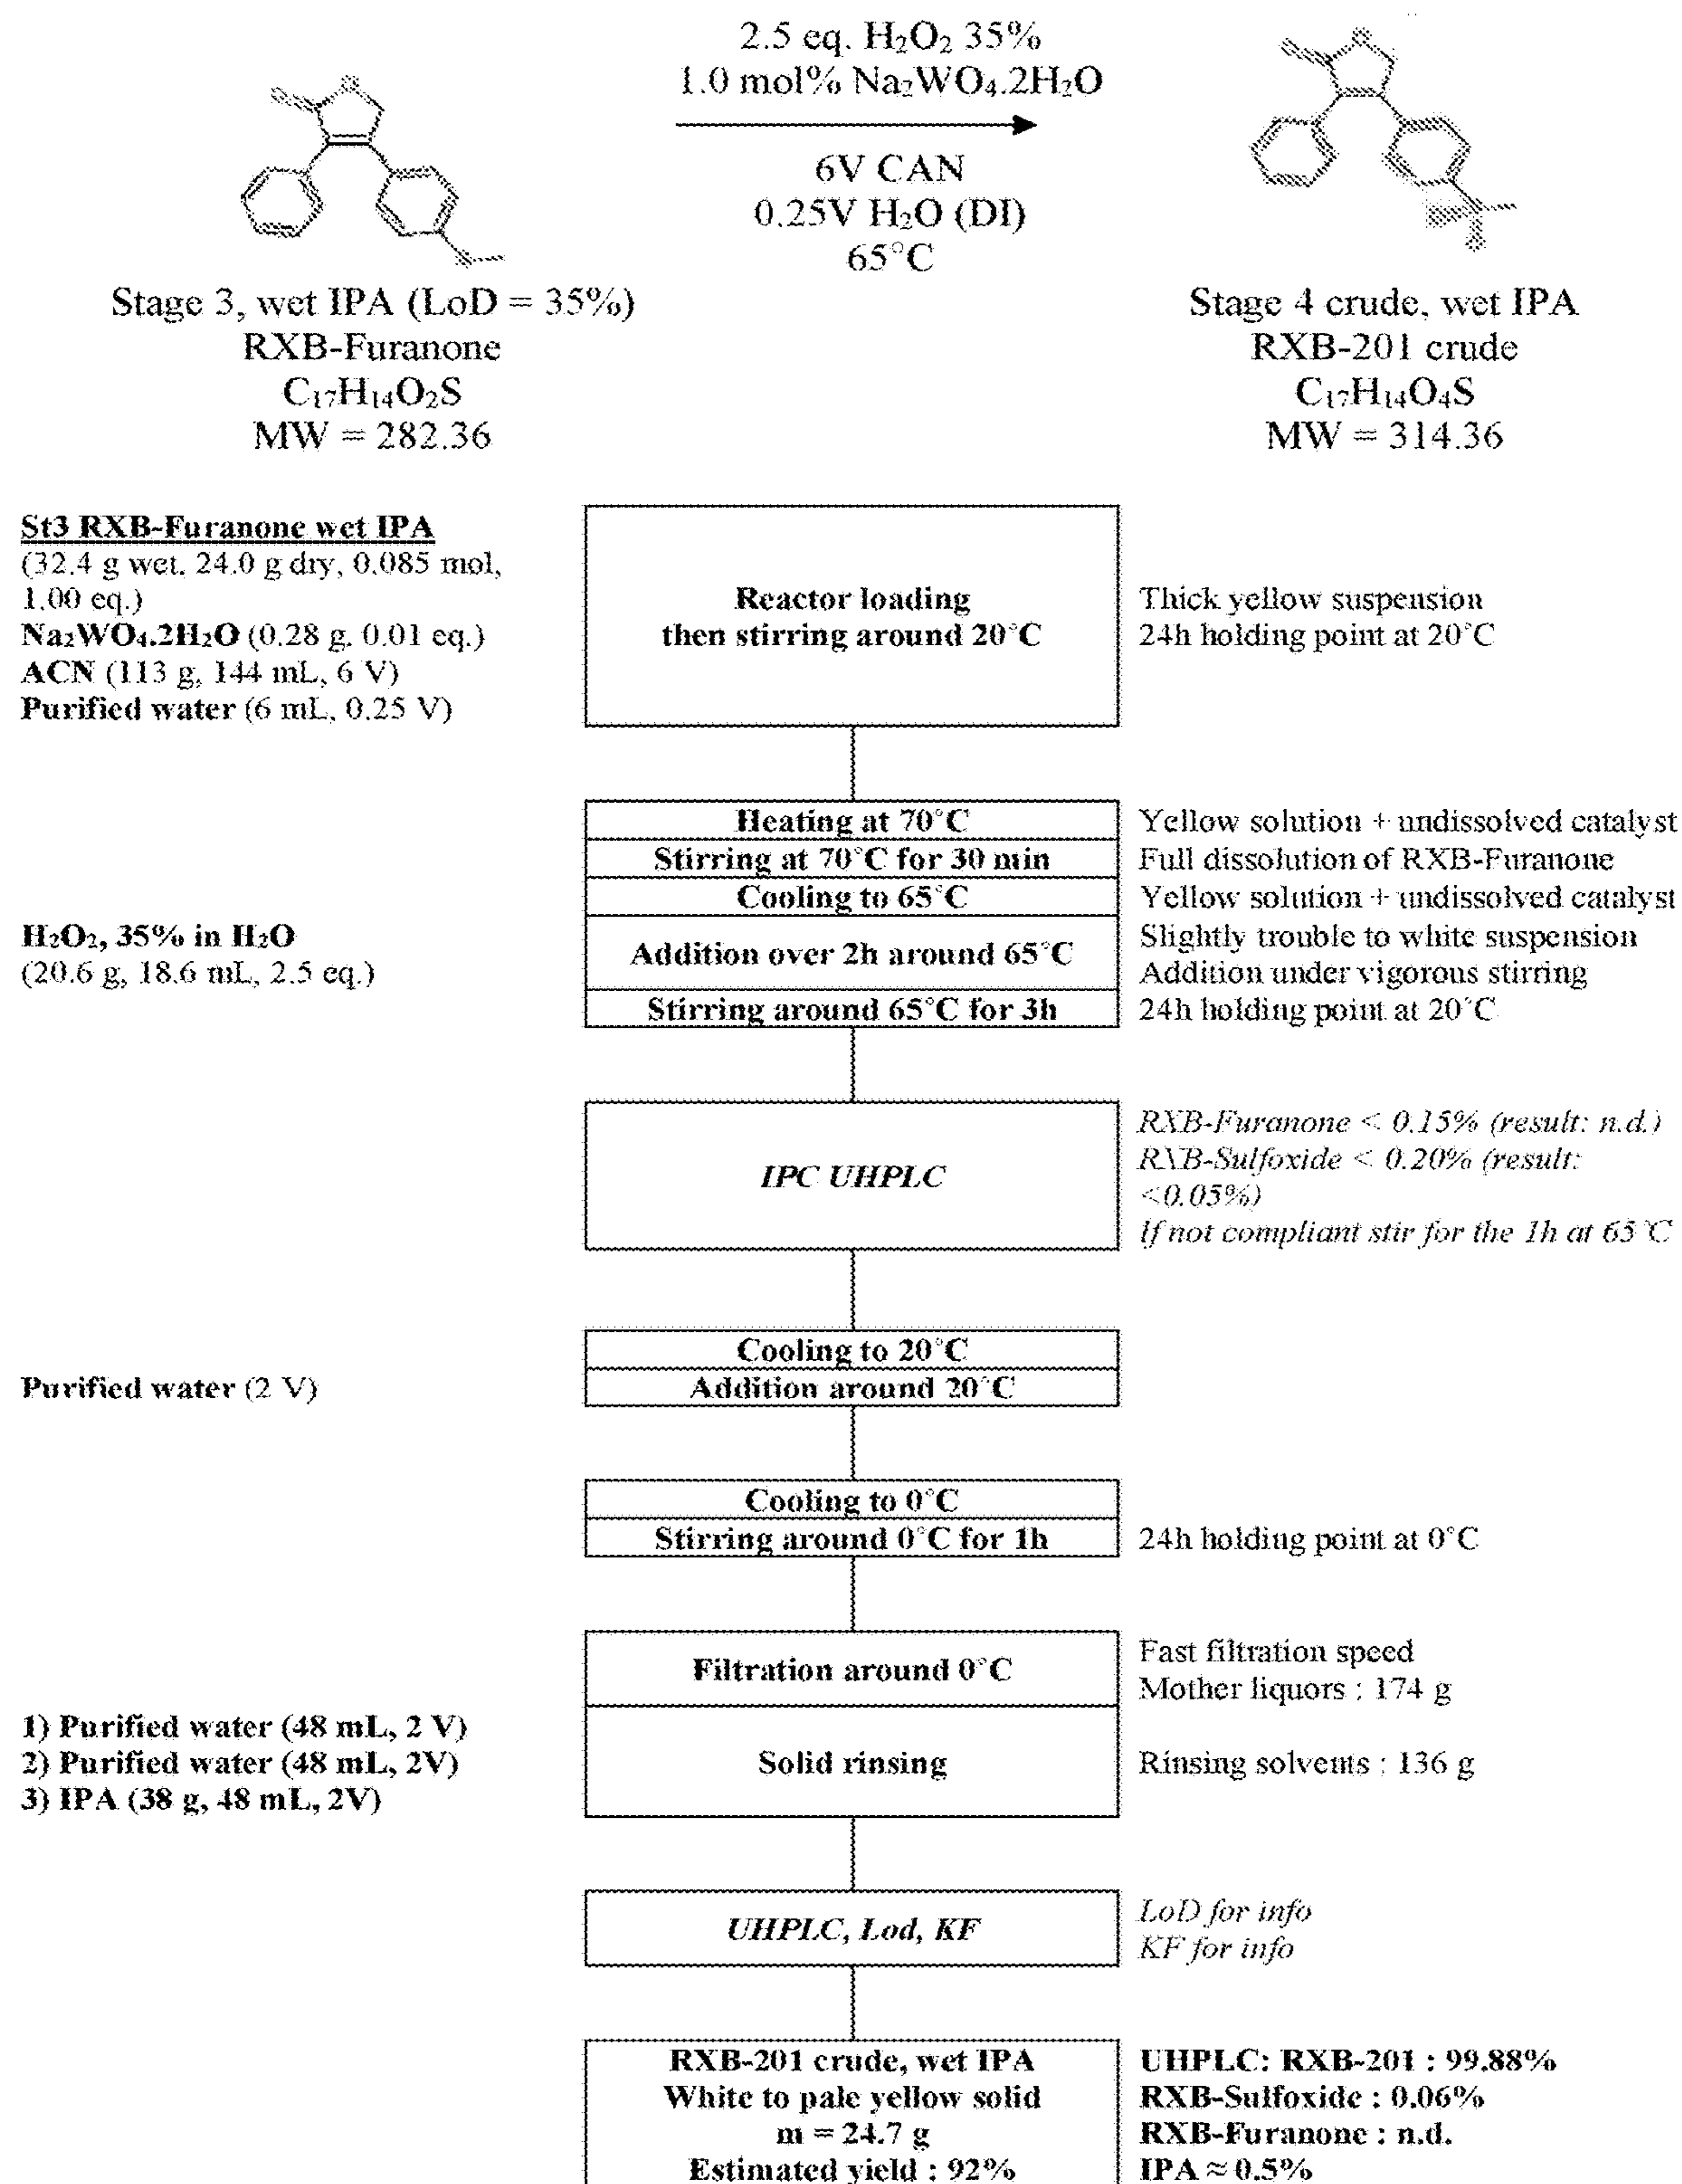 2.5 eq. H₂O₂ 35%
1.0 mol% Na₂WO₄.2H₂O
6V CAN
0.25V H₂O (DI)
65°C
Stage 3, wet IPA (LoD = 35%)
RXB-Furanone
C₁₇H₁₄O₂S
MW = 282.36
Stage 4 crude, wet IPA
RXB-201 crude
C₁₇H₁₄O₄S
MW = 314.36
St3 RXB-Furanone wet IPA
(32.4 g wet, 24.0 g dry, 0.085 mol,
1.00 eq.)
Na₂WO₄.2H₂O (0.28 g, 0.01 eq.)
ACN (113 g, 144 mL, 6 V)
Purified water (6 mL, 0.25 V)
Reactor loading
then stirring around 20°C
Thick yellow suspension
24h holding point at 20°C
Heating at 70°C
Yellow solution + undissolved catalyst
Stirring at 70°C for 30 min
Full dissolution of RXB-Furanone
Cooling to 65°C
Yellow solution + undissolved catalyst
H₂O₂, 35% in H₂O
(20.6 g, 18.6 mL, 2.5 eq.)
Addition over 2h around 65°C
Slightly trouble to white suspension
Addition under vigorous stirring
Stirring around 65°C for 3h
24h holding point at 20°C
IPC UHPLC
RXB-Furanone < 0.15% (result: n.d.)
RXB-Sulfoxide < 0.20% (result:
<0.05%)
If not compliant stir for the 1h at 65°C
Cooling to 20°C
Purified water (2 V)
Addition around 20°C
Cooling to 0°C
Stirring around 0°C for 1h
24h holding point at 0°C
Filtration around 0°C
Fast filtration speed
Mother liquors : 174 g
1) Purified water (48 mL, 2 V)
2) Purified water (48 mL, 2V)
3) IPA (38 g, 48 mL, 2V)
Solid rinsing
Rinsing solvents : 136 g
UHPLC, Lod, KF
LoD for info
KF for info
RXB-201 crude, wet IPA
White to pale yellow solid
m = 24.7 g
Estimated yield : 92%
UHPLC: RXB-201 : 99.88%
RXB-Sulfoxide : 0.06%
RXB-Furanone : n.d.
IPA ≈ 0.5%